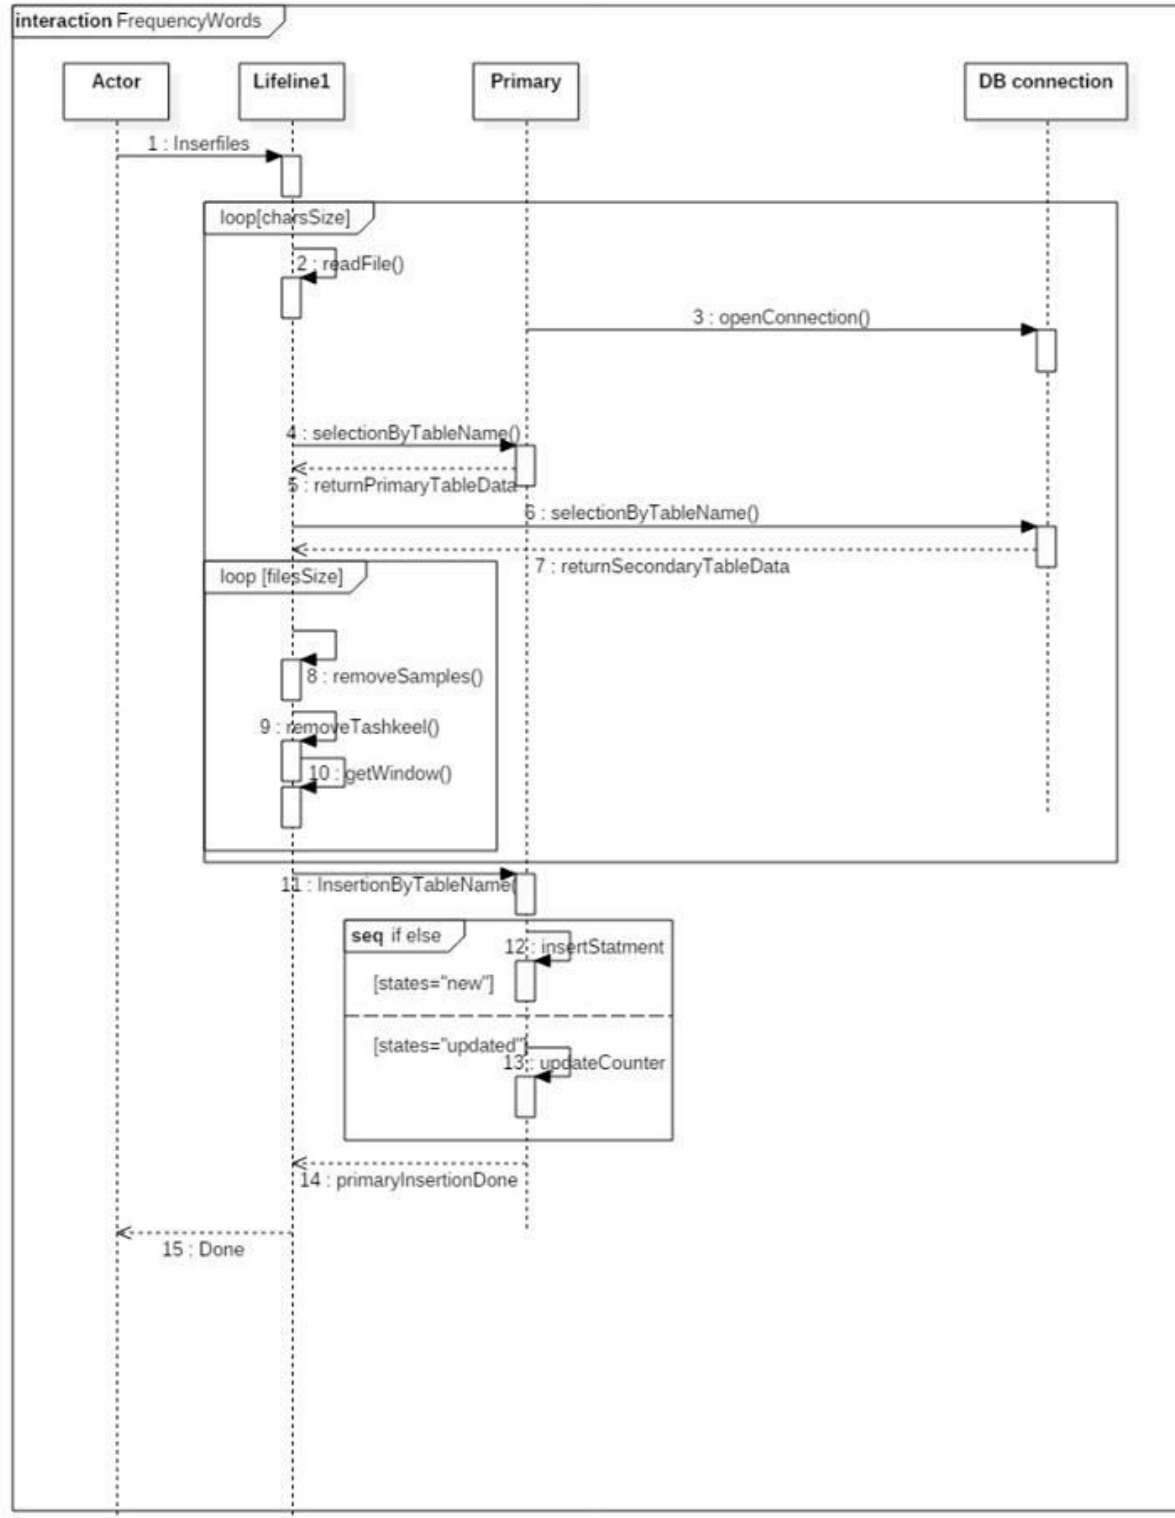 interaction FrequencyWords
Actor
Lifeline1
Primary
DB connection
1 : Inserfiles
loop[charsSize]
2 : readFile()
3 : openConnection()
4 : selectionByTableName()
5 : returnPrimaryTableData
6 : selectionByTableName()
7 : returnSecondaryTableData
loop [filesSize]
8 : removeSamples()
9 : removeTashkeel()
10 : getWindow()
11 : InsertionByTableName(
seq if else
12 : insertStatment
[states="new"]
[states="updated"]
13 : updateCounter
14 : primaryInsertionDone
15 : Done